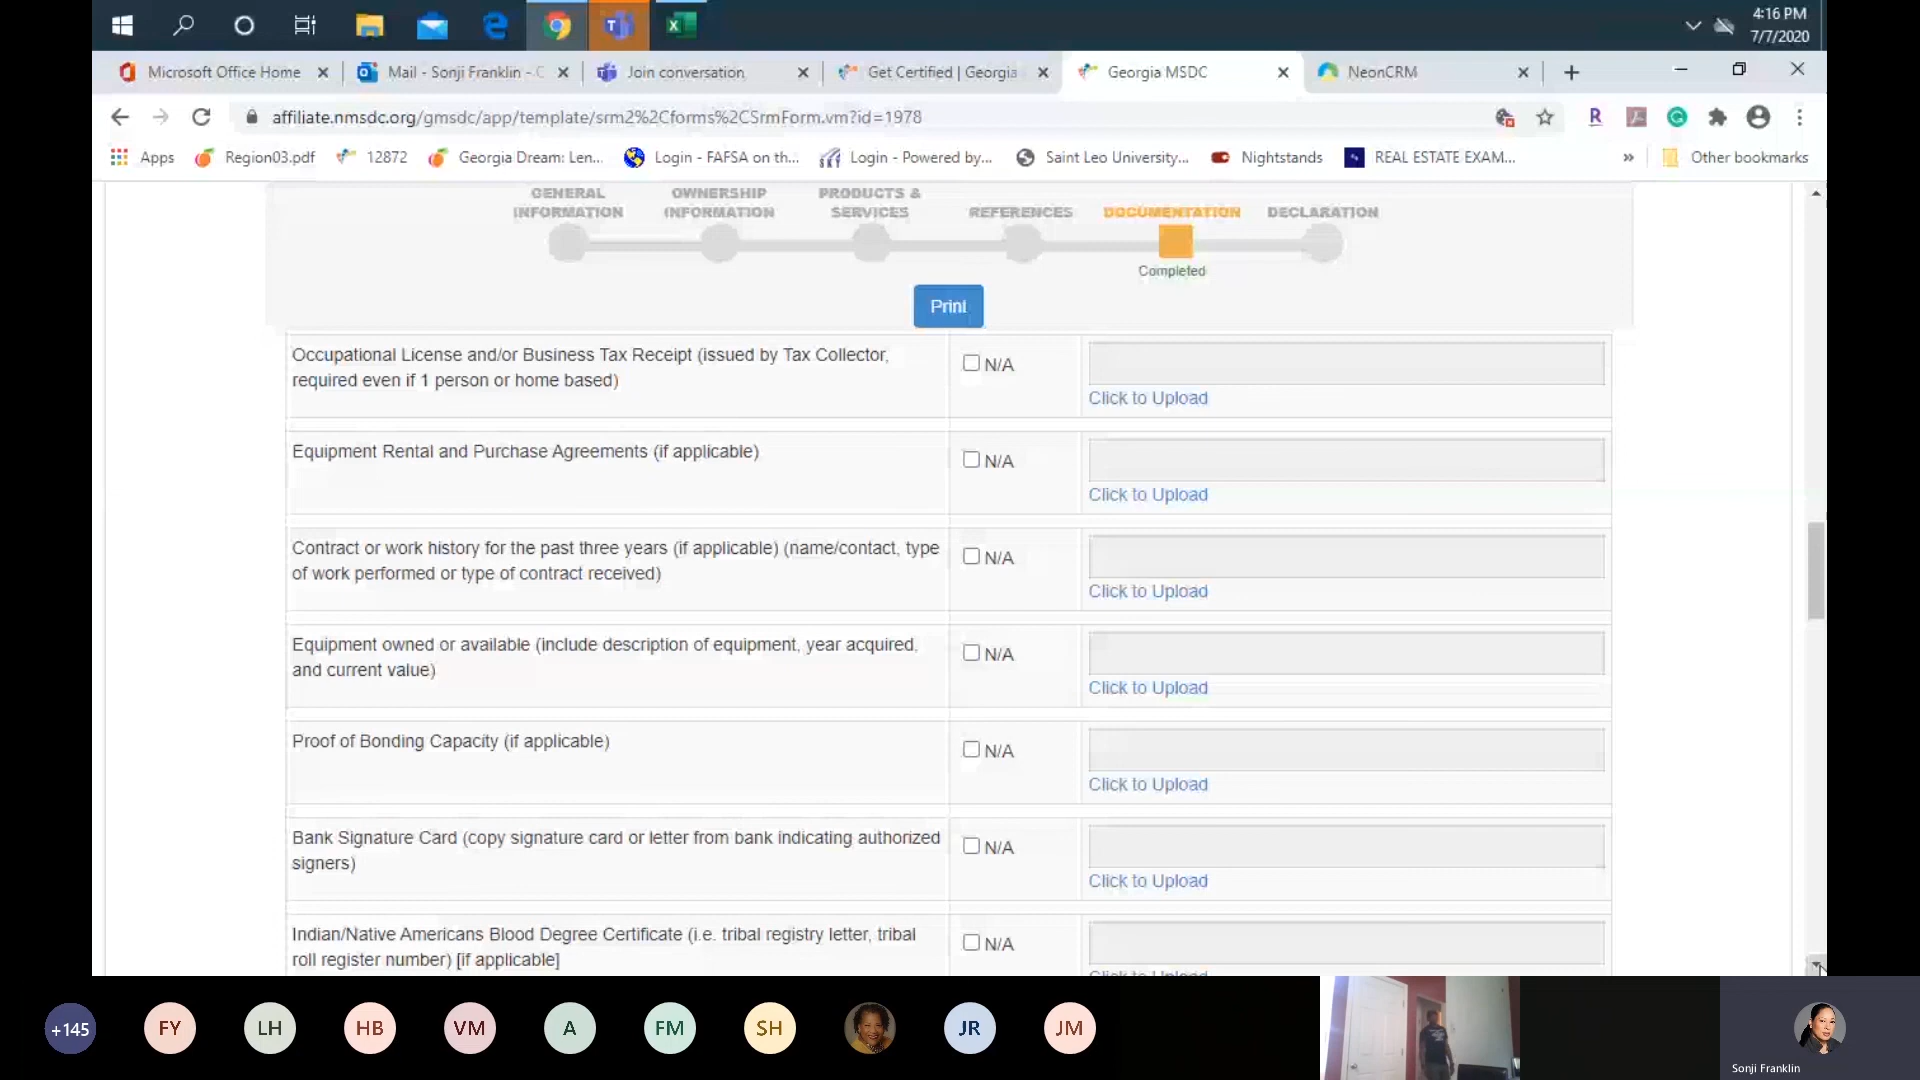 4:16 PM
7/7/2020
Microsoft Office Home
Mail - Sonji Franklin - C
Join conversation
Get Certified | Georgia
Georgia MSDC
NeonCRM
affiliate.nmsdc.org/gmsdc/app/template/srm2%2Cforms%2CSrmForm.vm?id=1978
Apps
Region03.pdf
12872
Georgia Dream: Len...
Login - FAFSA on th...
Login - Powered by...
Saint Leo University...
Nightstands
REAL ESTATE EXAM...
»
Other bookmarks
GENERAL INFORMATION
OWNERSHIP INFORMATION
PRODUCTS & SERVICES
REFERENCES
DOCUMENTATION
DECLARATION
Completed
Print
Occupational License and/or Business Tax Receipt (issued by Tax Collector,
required even if 1 person or home based)
N/A
Click to Upload
Equipment Rental and Purchase Agreements (if applicable)
N/A
Click to Upload
Contract or work history for the past three years (if applicable) (name/contact, type
of work performed or type of contract received)
N/A
Click to Upload
Equipment owned or available (include description of equipment, year acquired,
and current value)
N/A
Click to Upload
Proof of Bonding Capacity (if applicable)
N/A
Click to Upload
Bank Signature Card (copy signature card or letter from bank indicating authorized
signers)
N/A
Click to Upload
Indian/Native Americans Blood Degree Certificate (i.e. tribal registry letter, tribal
roll register number) [if applicable]
N/A
Click to Upload
+145
FY
LH
HB
VM
A
FM
SH
JR
JM
Sonji Franklin